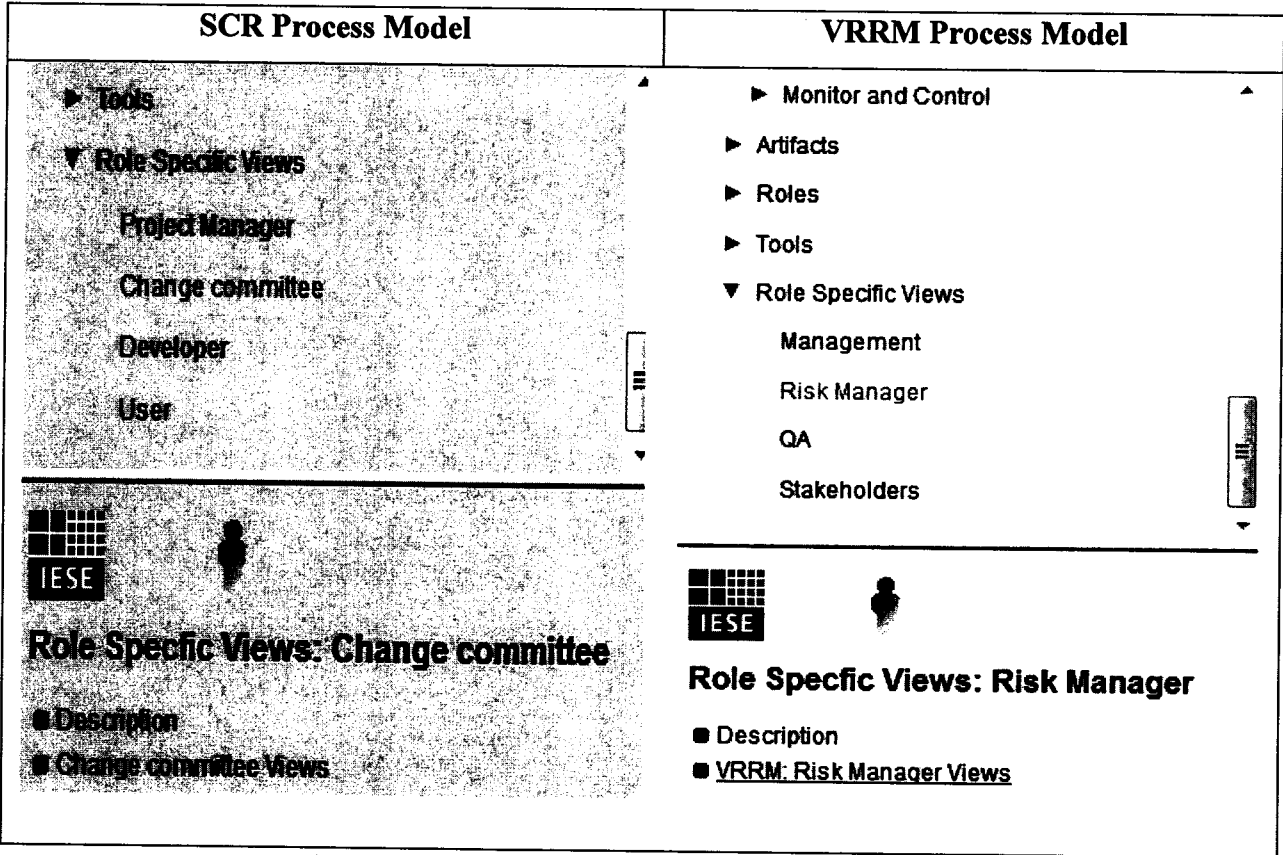 SCR Process Model
VRRM Process Model
▶ Tools
▼ Role Specific Views
Project Manager
Change committee
Developer
User
IESE
Role Specfic Views: Change committee
■ Description
■ Change committee Views
▶ Monitor and Control
▶ Artifacts
▶ Roles
▶ Tools
▼ Role Specific Views
Management
Risk Manager
QA
Stakeholders
IESE
Role Specfic Views: Risk Manager
■ Description
■ VRRM: Risk Manager Views